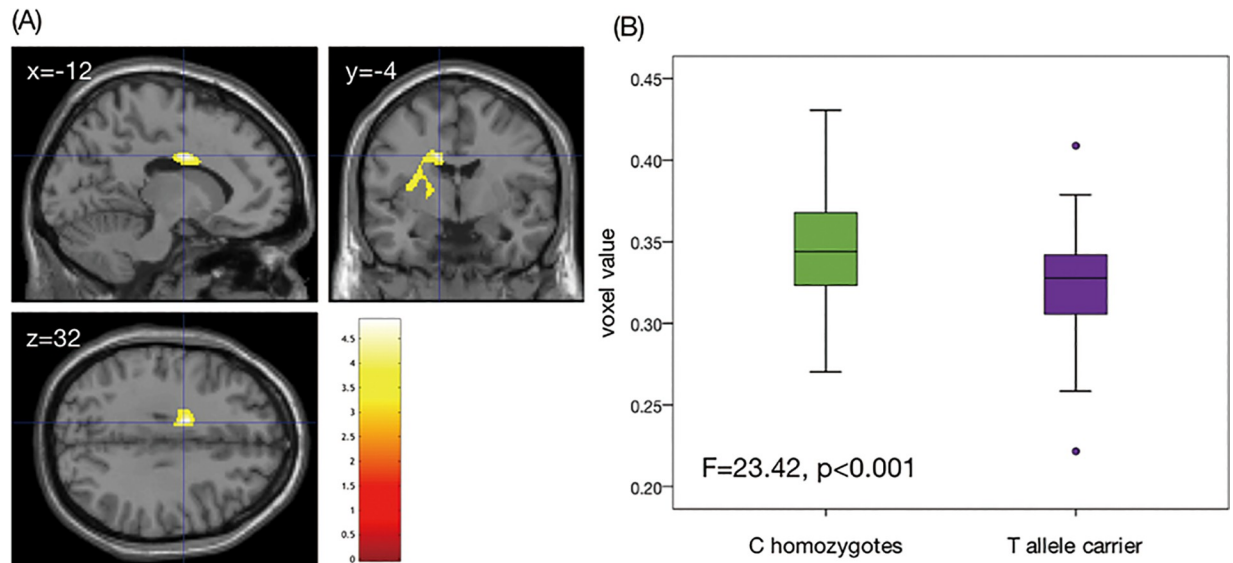 (A)
(B)
x=-12
y=-4
z=32
4.5
4
3.5
3
2.5
2
1.5
1
0.5
0
voxel value
0.45
0.40
0.35
0.30
0.25
0.20
F=23.42, p<0.001
C homozygotes
T allele carrier